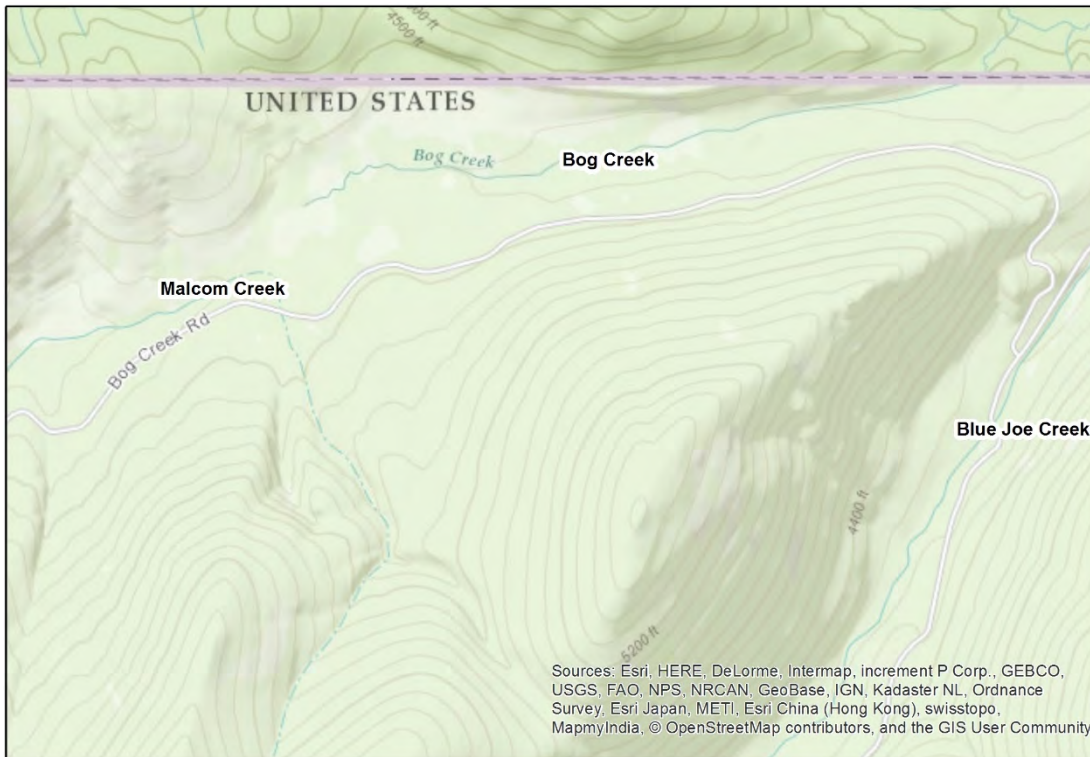 4500 ft
UNITED STATES
Bog Creek
Bog Creek
Malcom Creek
Bog Creek Rd
Blue Joe Creek
4400 ft
5200 ft
Sources: Esri, HERE, DeLorme, Intermap, increment P Corp., GEBCO,
USGS, FAO, NPS, NRCAN, GeoBase, IGN, Kadaster NL, Ordnance
Survey, Esri Japan, METI, Esri China (Hong Kong), swisstopo,
MapmyIndia, © OpenStreetMap contributors, and the GIS User Community